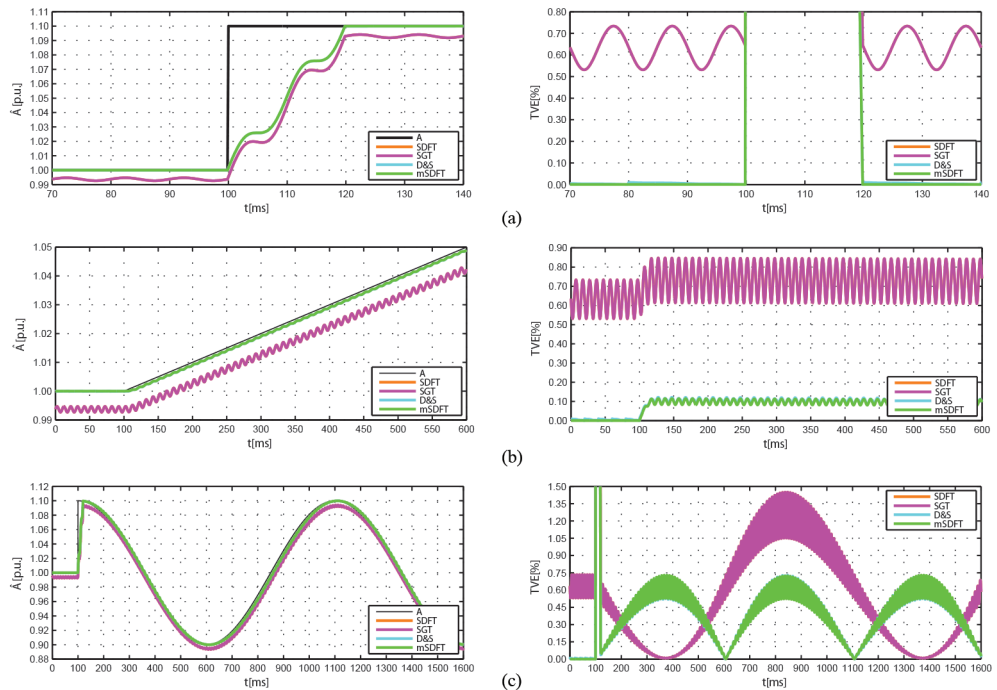 1.10
1.09
1.08
1.07
1.06
1.05
1.04
1.03
1.02
1.01
1.00
0.99
Â [p.u.]
70 80 90 100 110 120 130 140
t[ms]
A
SDFT
SGT
D&S
mSDFT
0.80
0.70
0.60
0.50
0.40
0.30
0.20
0.10
0.00
TVE[%]
70 80 90 100 110 120 130 140
t[ms]
SDFT
SGT
D&S
mSDFT
(a)
1.05
1.04
1.03
1.02
1.01
1.00
0.99
Â [p.u.]
0 50 100 150 200 250 300 350 400 450 500 550 600
t[ms]
A
SDFT
SGT
D&S
mSDFT
0.90
0.80
0.70
0.60
0.50
0.40
0.30
0.20
0.10
0.00
TVE[%]
0 50 100 150 200 250 300 350 400 450 500 550 600
t[ms]
SDFT
SGT
D&S
mSDFT
(b)
1.12
1.10
1.08
1.06
1.04
1.02
1.00
0.98
0.96
0.94
0.92
0.90
0.88
Â [p.u.]
0 100 200 300 400 500 600 700 800 900 1000 1100 1200 1300 1400 1600
t[ms]
A
SDFT
SGT
D&S
mSDFT
1.50
1.35
1.20
1.05
0.90
0.75
0.60
0.45
0.30
0.15
0.00
TVE[%]
0 100 200 300 400 500 600 700 800 900 1000 1100 1200 1300 1400 1600
t[ms]
SDFT
SGT
D&S
mSDFT
(c)